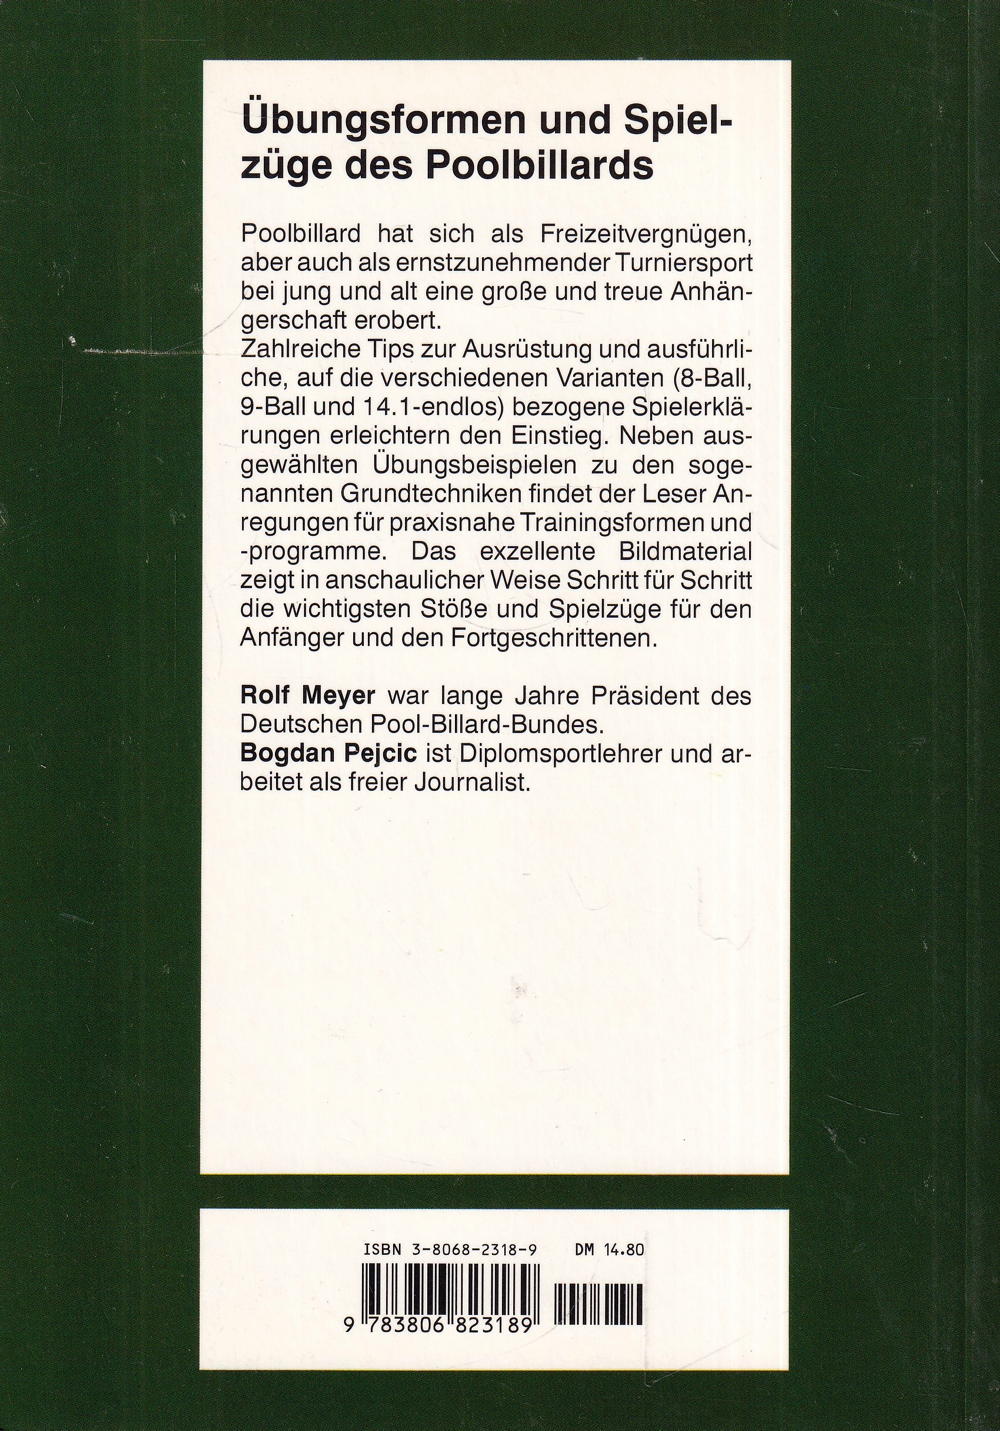 Übungsformen und Spiel-
züge des Poolbillards
Poolbillard hat sich als Freizeitvergnügen,
aber auch als ernstzunehmender Turniersport
bei jung und alt eine große und treue Anhän-
gerschaft erobert.
Zahlreiche Tips zur Ausrüstung und ausführli-
che, auf die verschiedenen Varianten (8-Ball,
9-Ball und 14.1-endlos) bezogene Spielerklä-
rungen erleichtern den Einstieg. Neben aus-
gewählten Übungsbeispielen zu den soge-
nannten Grundtechniken findet der Leser An-
regungen für praxisnahe Trainingsformen und
-programme. Das exzellente Bildmaterial
zeigt in anschaulicher Weise Schritt für Schritt
die wichtigsten Stöße und Spielzüge für den
Anfänger und den Fortgeschrittenen.
Rolf Meyer war lange Jahre Präsident des
Deutschen Pool-Billard-Bundes.
Bogdan Pejcic ist Diplomsportlehrer und ar-
beitet als freier Journalist.
ISBN 3-8068-2318-9 DM 14.80
9 783806 823189